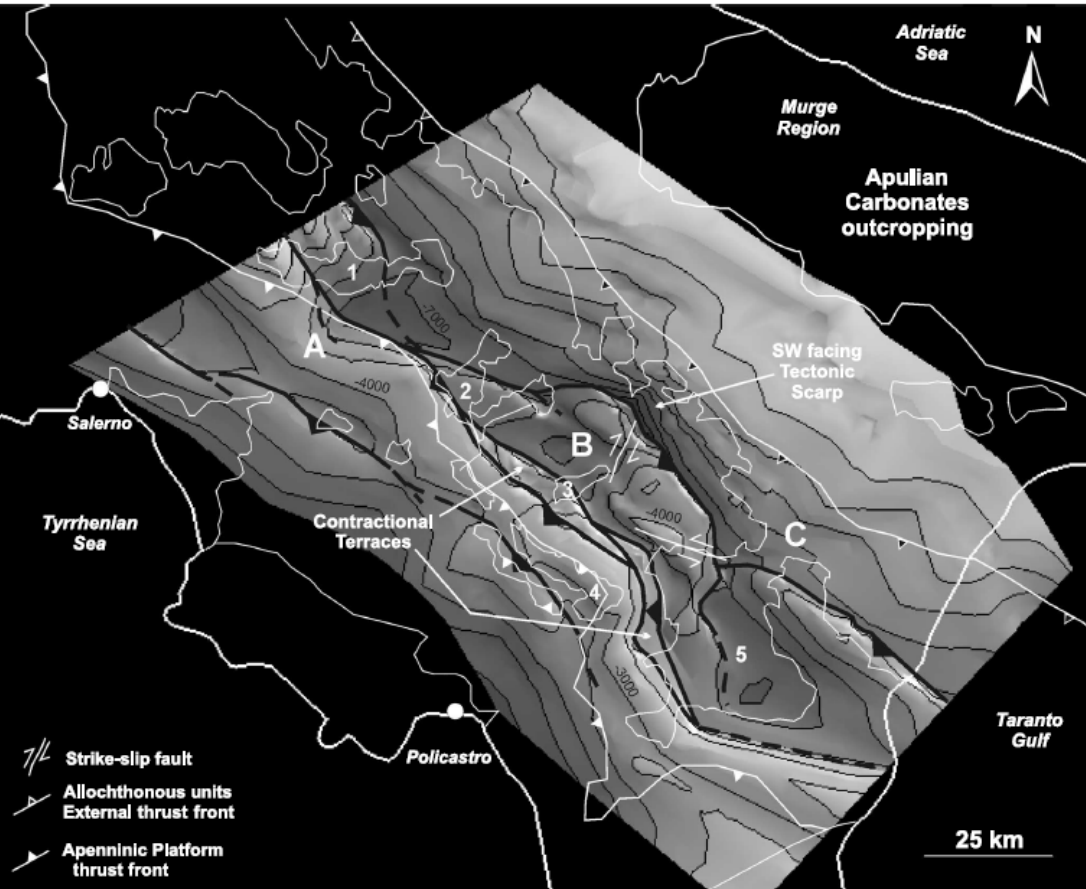 Adriatic
Sea
N
Murge
Region
Apulian
Carbonates
outcropping
1
-7000
A
SW facing
Tectonic
Scarp
-4000
2
Salerno
B
3
-4000
Contractional
Terraces
Tyrrhenian
Sea
C
4
5
-3000
Taranto
Gulf
Policastro
Strike-slip fault
Allochthonous units
External thrust front
Apenninic Platform
thrust front
25 km